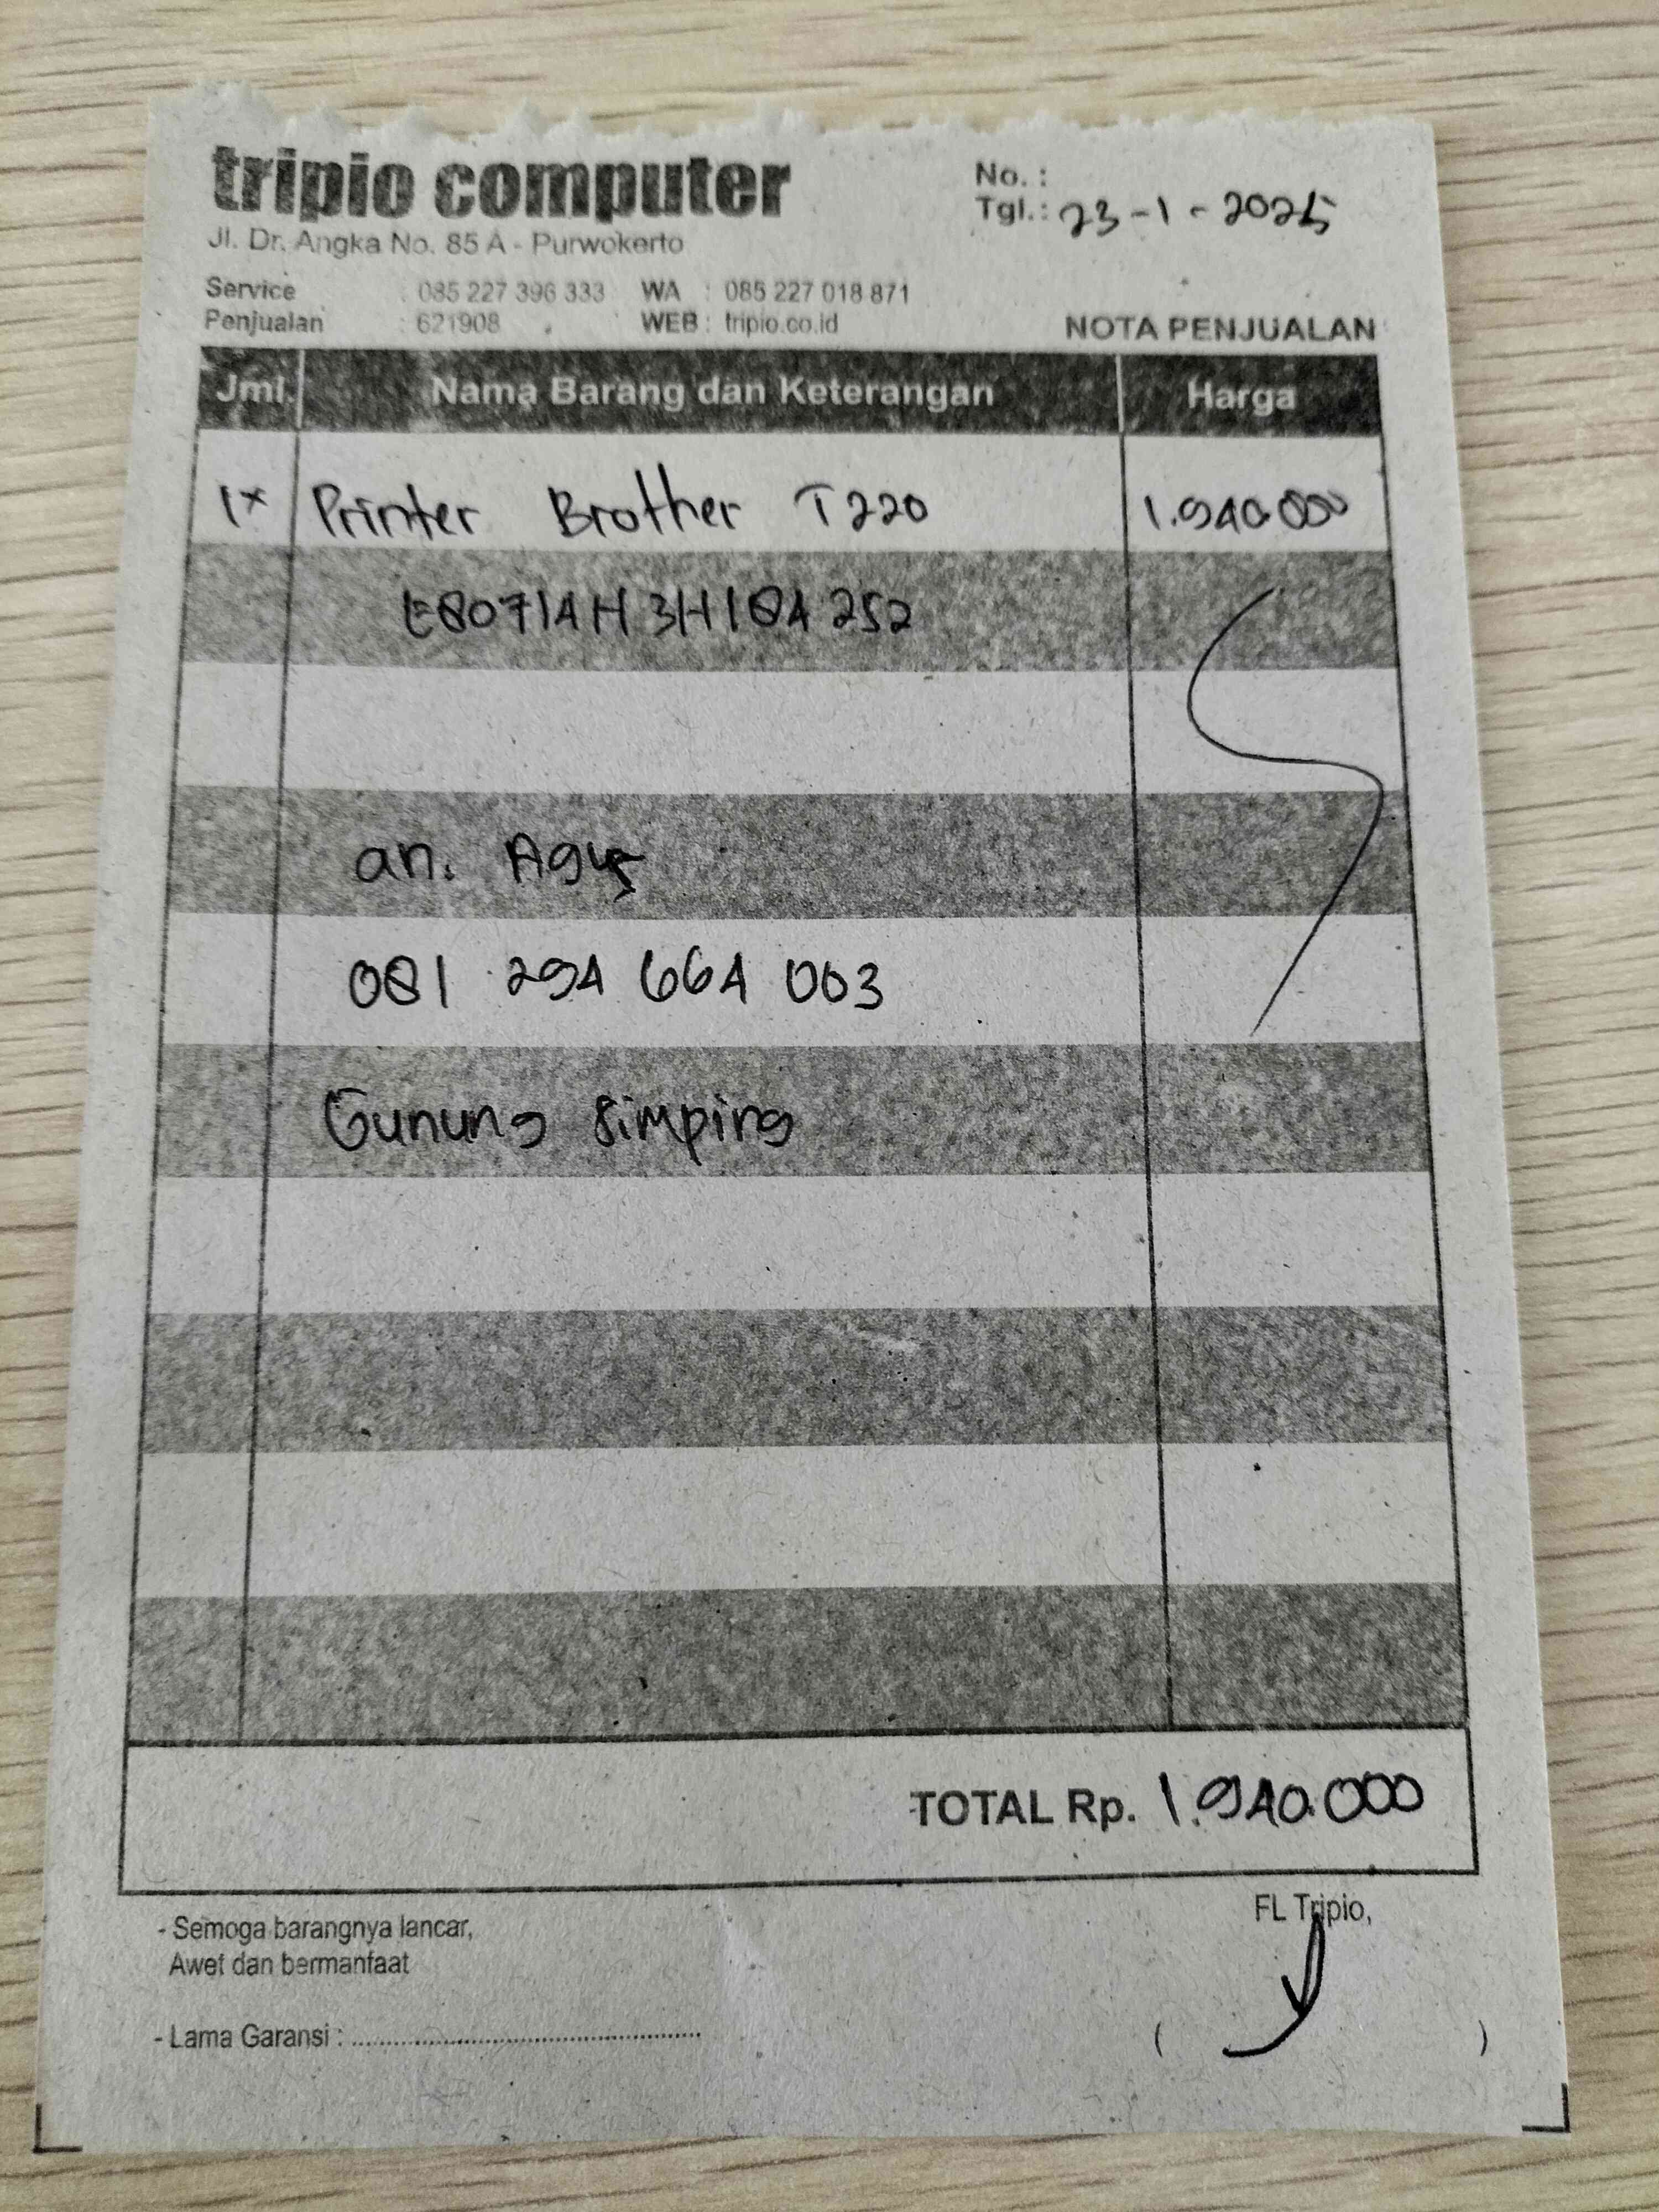 tripio computer
Jl. Dr. Angka No. 85 A - Purwokerto
No. :
Tgl. : 23 - 1 - 2025
Service : 085 227 396 333 WA : 085 227 018 871
Penjualan : 621908 WEB : tripio.co.id
NOTA PENJUALAN
Jml. Nama Barang dan Keterangan Harga
1x Printer Brother T220 1.940.000
E80714H3H184252
an. Agus
081 294 664 003
Gunung Simping
TOTAL Rp. 1.940.000
- Semoga barangnya lancar,
Awet dan bermanfaat
- Lama Garansi : ........................................
FL Tripio,
( )